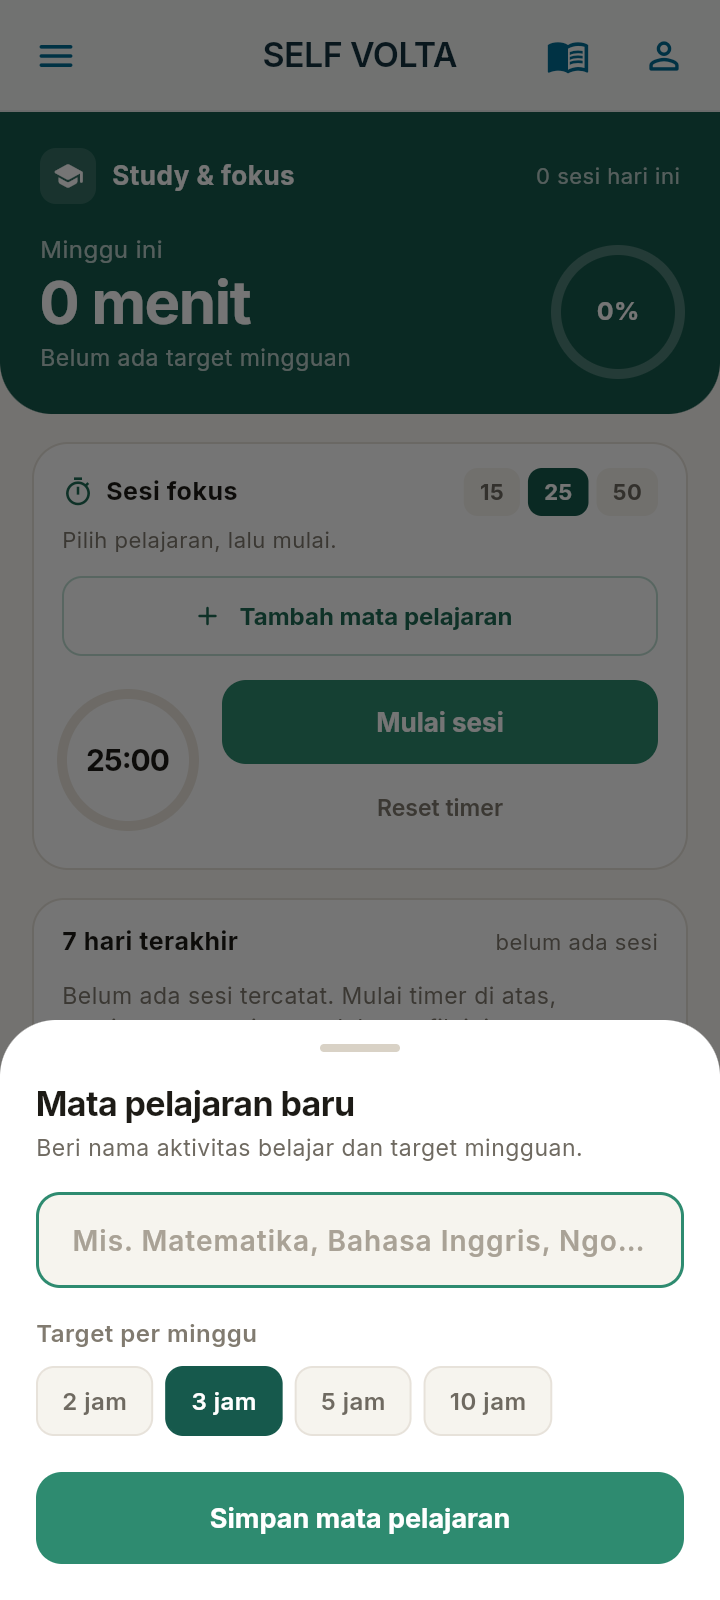 SELF VOLTA
Study & fokus
0 sesi hari ini
Minggu ini
0 menit
0%
Belum ada target mingguan
Sesi fokus
15
25
50
Pilih pelajaran, lalu mulai.
Tambah mata pelajaran
25:00
Mulai sesi
Reset timer
7 hari terakhir
belum ada sesi
Belum ada sesi tercatat. Mulai timer di atas,
Mata pelajaran baru
Beri nama aktivitas belajar dan target mingguan.
Mis. Matematika, Bahasa Inggris, Ngo...
Target per minggu
2 jam
3 jam
5 jam
10 jam
Simpan mata pelajaran